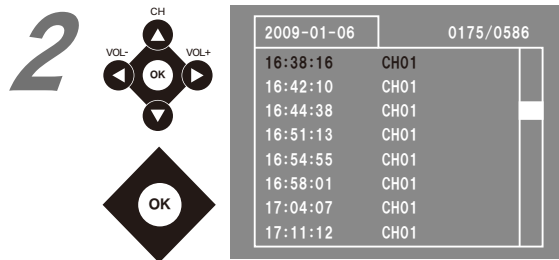 2
CH
VOL- VOL+
OK
OK
2009-01-06 0175/0586
16:38:16 CH01
16:42:10 CH01
16:44:38 CH01
16:51:13 CH01
16:54:55 CH01
16:58:01 CH01
17:04:07 CH01
17:11:12 CH01